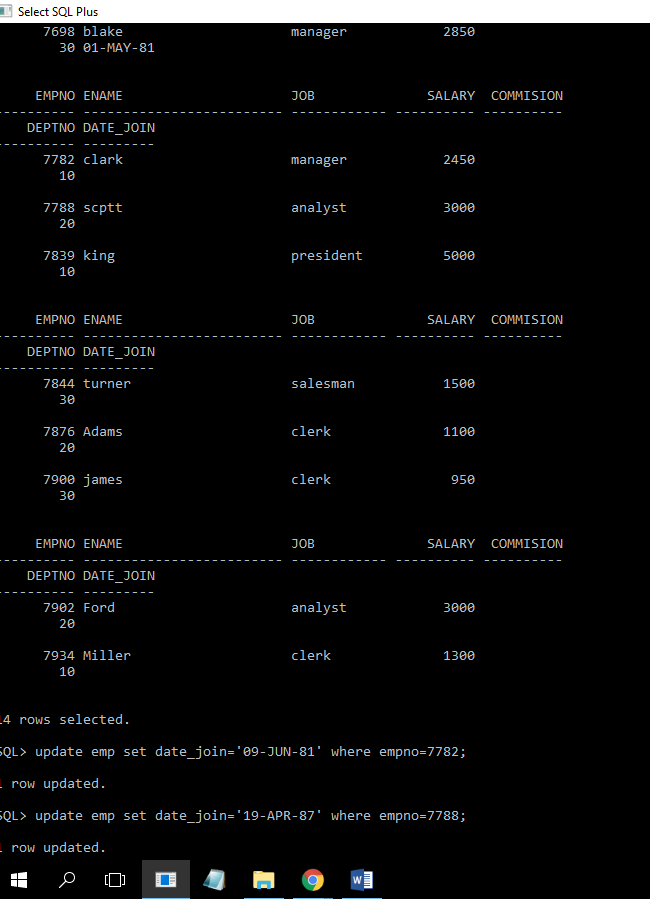 Select SQL Plus
7698 blake manager 2850
30 01-MAY-81
EMPNO ENAME JOB SALARY COMMISION
---------- ------------------------- ------------ ---------- ----------
DEPTNO DATE_JOIN
---------- ---------
7782 clark manager 2450
10
7788 scptt analyst 3000
20
7839 king president 5000
10
EMPNO ENAME JOB SALARY COMMISION
---------- ------------------------- ------------ ---------- ----------
DEPTNO DATE_JOIN
---------- ---------
7844 turner salesman 1500
30
7876 Adams clerk 1100
20
7900 james clerk 950
30
EMPNO ENAME JOB SALARY COMMISION
---------- ------------------------- ------------ ---------- ----------
DEPTNO DATE_JOIN
---------- ---------
7902 Ford analyst 3000
20
7934 Miller clerk 1300
10
14 rows selected.
SQL> update emp set date_join='09-JUN-81' where empno=7782;
1 row updated.
SQL> update emp set date_join='19-APR-87' where empno=7788;
1 row updated.